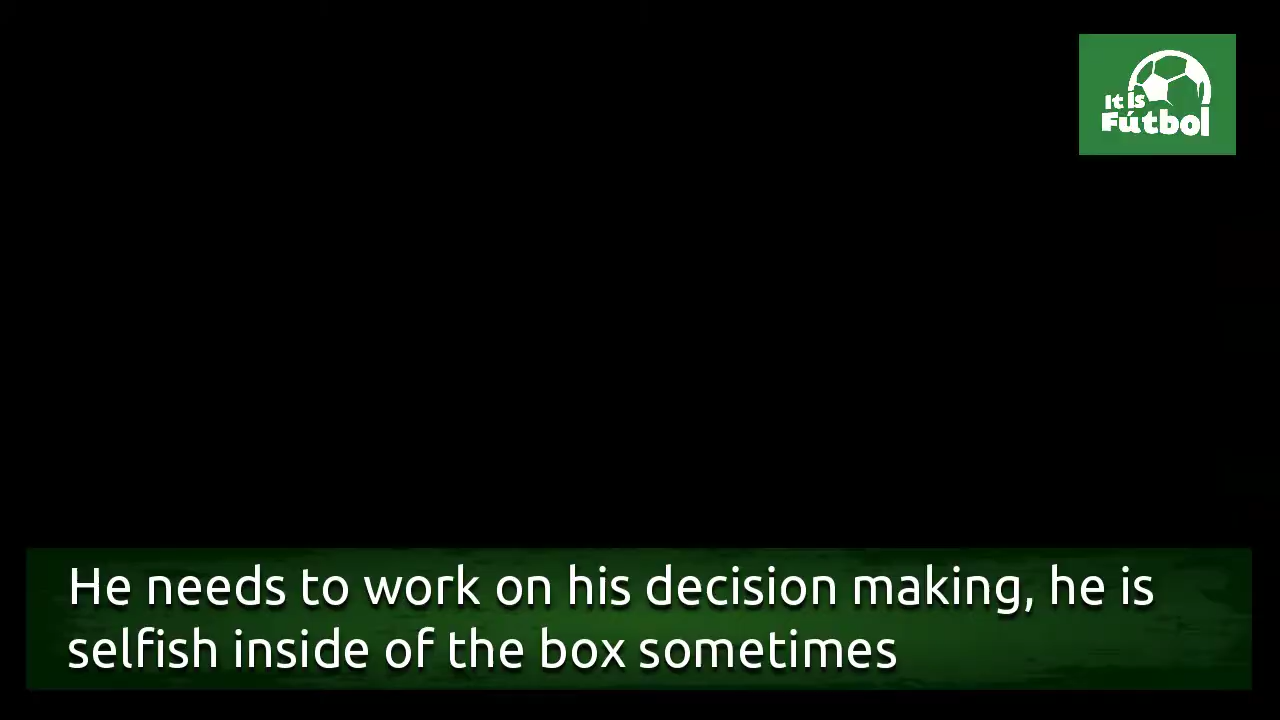 It is
Fútbol
He needs to work on his decision making, he is
selfish inside of the box sometimes